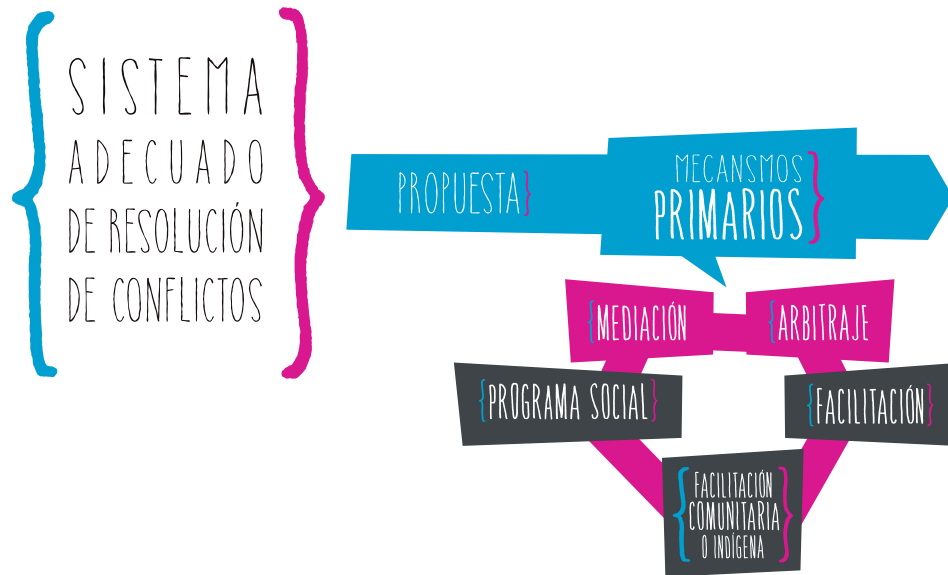 SISTEMA
ADECUADO
DE RESOLUCIÓN
DE CONFLICTOS
PROPUESTA}
MECANSMOS
PRIMARIOS}
{MEDIACIÓN
{ARBITRAJE
{PROGRAMA SOCIAL}
{FACILITACIÓN}
{FACILITACIÓN
COMUNITARIA
O INDÍGENA}